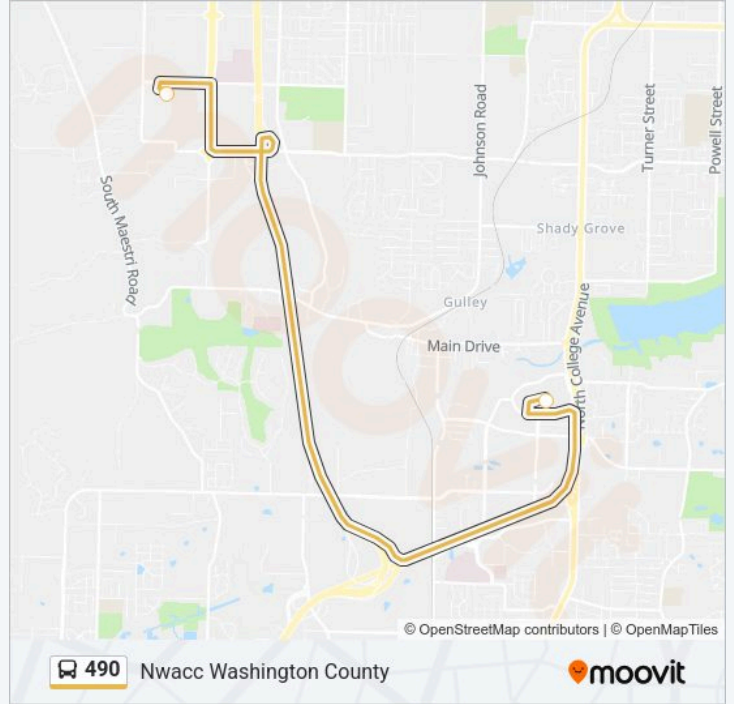 Johnson Road
Turner Street
Powell Street
South Maestri Road
Shady Grove
Gulley
North College Avenue
Main Drive
© OpenStreetMap contributors | © OpenMapTiles
490 Nwacc Washington County
moovit